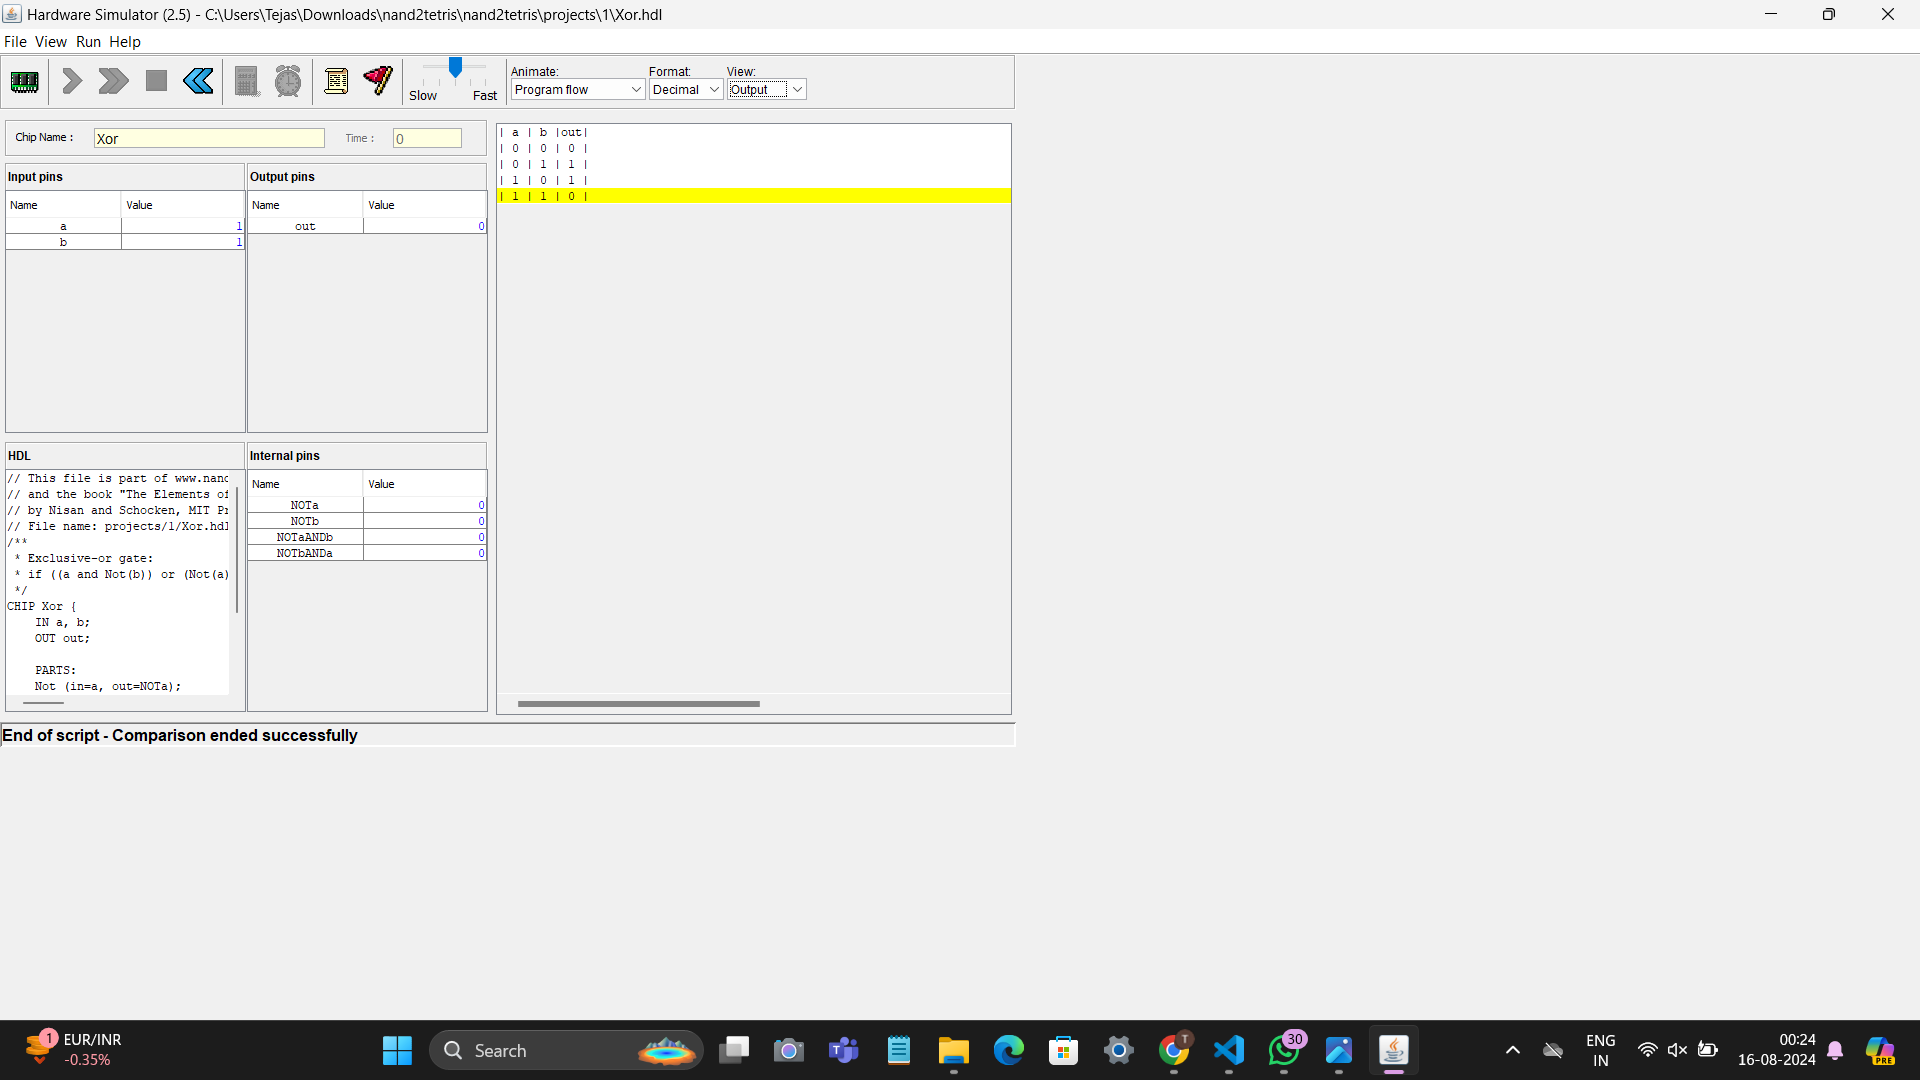 Hardware Simulator (2.5) - C:\Users\Tejas\Downloads\nand2tetris\nand2tetris\projects\1\Xor.hdl
File View Run Help
Animate: Format: View:
Slow Fast Program flow Decimal Output
Chip Name : Xor Time : 0
Input pins
Name Value
a 1
b 1
Output pins
Name Value
out 0
| a | b |out|
| 0 | 0 | 0 |
| 0 | 1 | 1 |
| 1 | 0 | 1 |
| 1 | 1 | 0 |
HDL
// This file is part of www.nand
// and the book "The Elements of
// by Nisan and Schocken, MIT Pr
// File name: projects/1/Xor.hdl
/**
* Exclusive-or gate:
* if ((a and Not(b)) or (Not(a)
*/
CHIP Xor {
IN a, b;
OUT out;
PARTS:
Not (in=a, out=NOTa);
Internal pins
Name Value
NOTa 0
NOTb 0
NOTaANDb 0
NOTbANDa 0
End of script - Comparison ended successfully
1 EUR/INR
-0.35%
Search
T
30
ENG
IN
00:24
16-08-2024
PRE